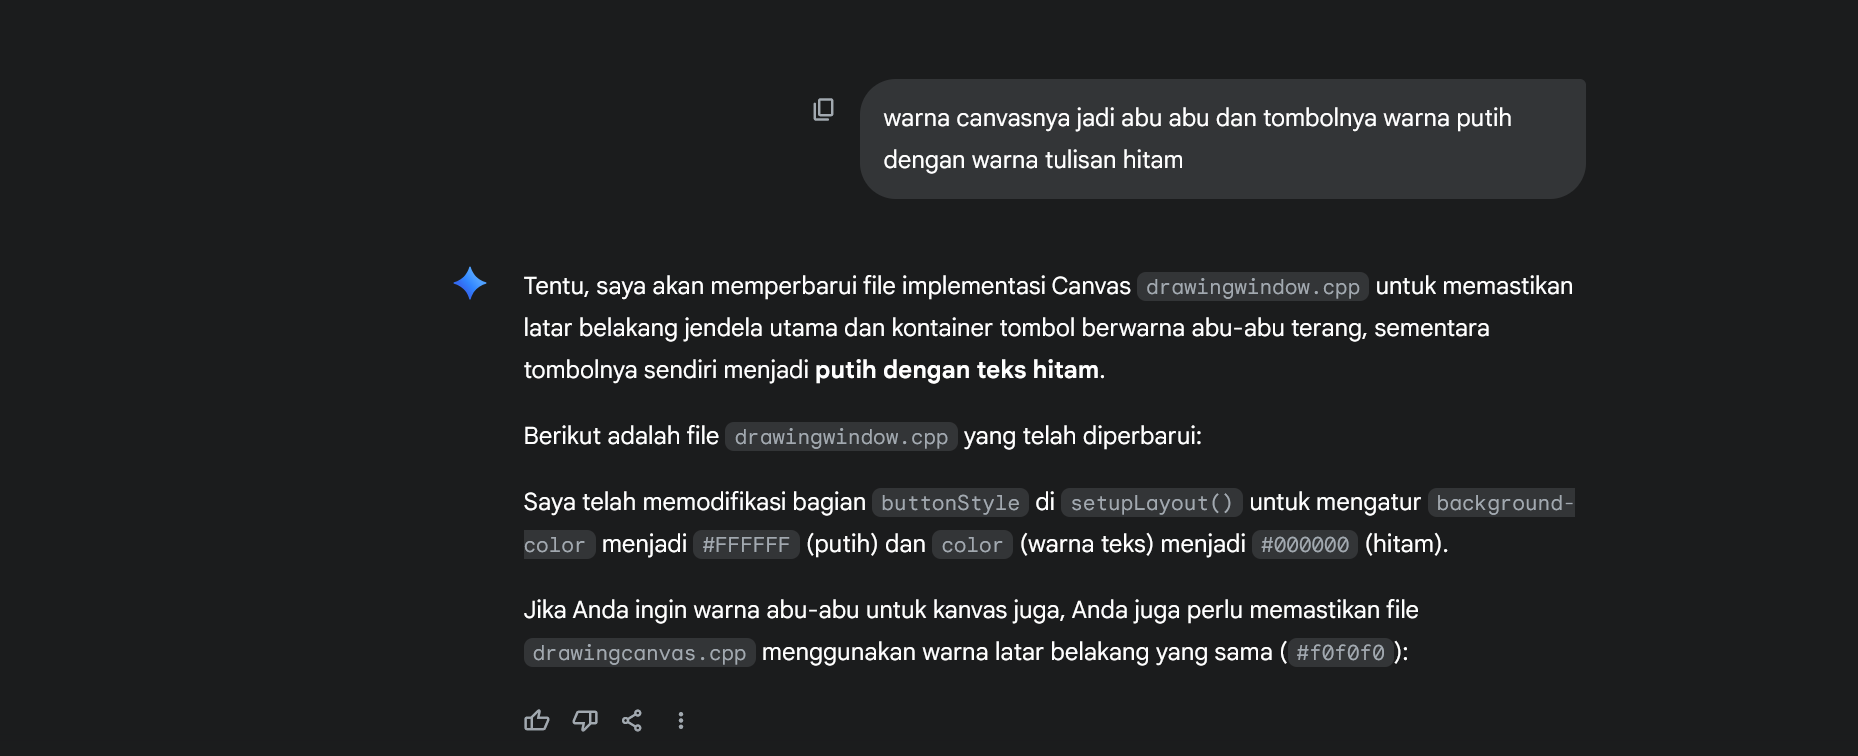 warna canvasnya jadi abu abu dan tombolnya warna putih
dengan warna tulisan hitam
Tentu, saya akan memperbarui file implementasi Canvas drawingwindow.cpp untuk memastikan
latar belakang jendela utama dan kontainer tombol berwarna abu-abu terang, sementara
tombolnya sendiri menjadi putih dengan teks hitam.
Berikut adalah file drawingwindow.cpp yang telah diperbarui:
Saya telah memodifikasi bagian buttonStyle di setupLayout() untuk mengatur background-
color menjadi #FFFFFF (putih) dan color (warna teks) menjadi #000000 (hitam).
Jika Anda ingin warna abu-abu untuk kanvas juga, Anda juga perlu memastikan file
drawingcanvas.cpp menggunakan warna latar belakang yang sama (#f0f0f0):